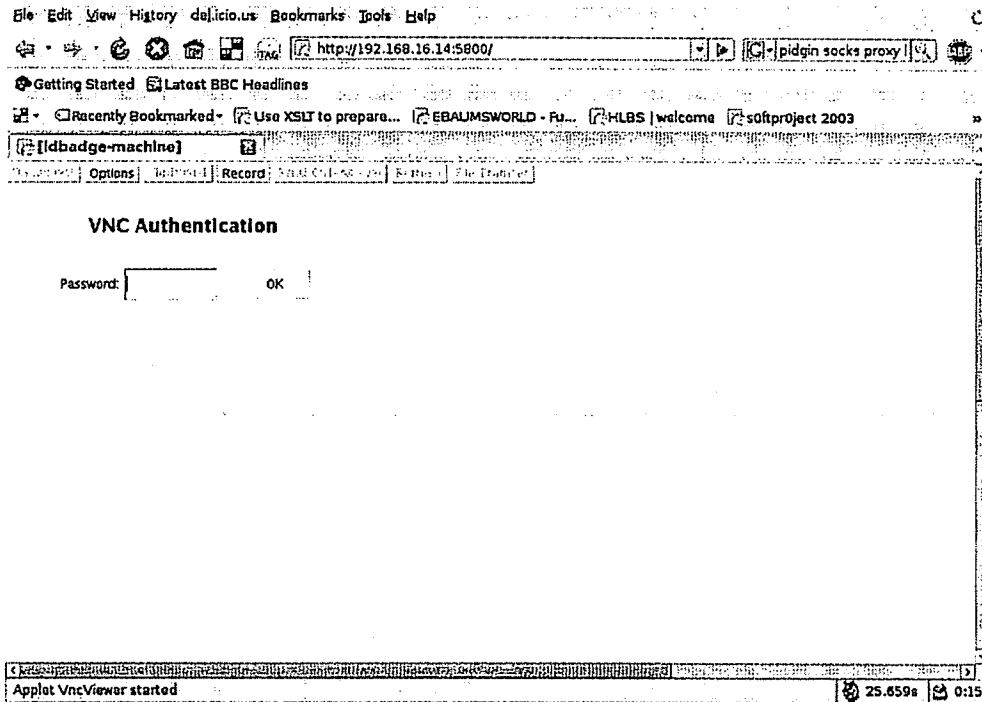 File Edit View History del.icio.us Bookmarks Tools Help
TAG http://192.168.16.14:5800/ pidgin socks proxy l
Getting Started Latest BBC Headlines
Recently Bookmarked Use XSLT to prepare... EBAUMSWORLD - Fu... HLBS | welcome s0ftpr0ject 2003 »
[idbadge-machine]
Options Record
VNC Authentication
Password: OK
Applet VncViewer started 25.659s 0:15